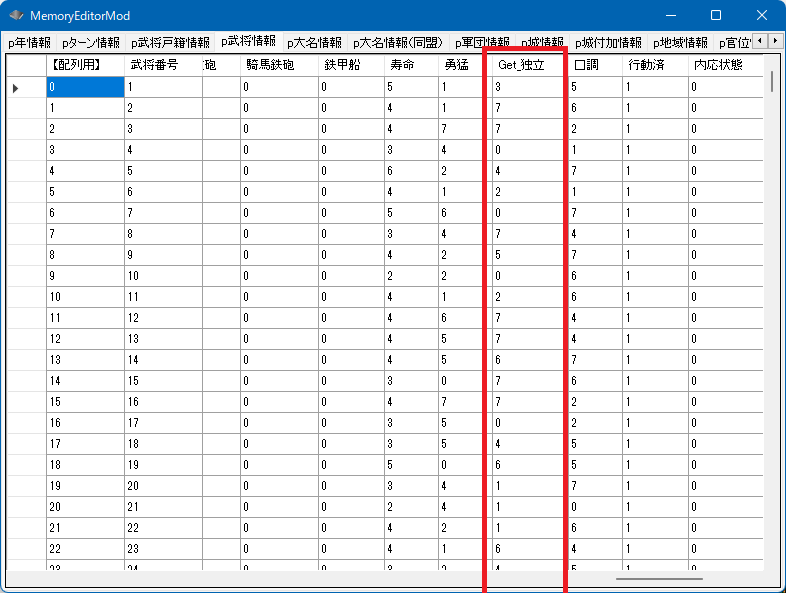 MemoryEditorMod
p年情報 pターン情報 p武将戸籍情報 p武将情報 p大名情報 p大名情報(同盟) p軍団情報 p城情報 p城付加情報 p地域情報 p官位
【配列用】 武将番号 砲 騎馬鉄砲 鉄甲船 寿命 勇猛 Get_独立 口調 行動済 内応状態
0 1 0 0 5 1 3 5 1 0
1 2 0 0 4 1 7 6 1 0
2 3 0 0 4 7 7 2 1 0
3 4 0 0 3 4 0 1 1 0
4 5 0 0 6 2 4 7 1 0
5 6 0 0 4 1 2 1 1 0
6 7 0 0 5 6 0 7 1 0
7 8 0 0 3 4 7 4 1 0
8 9 0 0 4 2 5 7 1 0
9 10 0 0 2 2 0 6 1 0
10 11 0 0 4 1 2 6 1 0
11 12 0 0 4 6 7 4 1 0
12 13 0 0 4 5 7 4 1 0
13 14 0 0 4 5 6 7 1 0
14 15 0 0 3 0 7 6 1 0
15 16 0 0 4 7 7 2 1 0
16 17 0 0 3 5 0 2 1 0
17 18 0 0 3 5 4 5 1 0
18 19 0 0 5 0 6 5 1 0
19 20 0 0 3 4 1 7 1 0
20 21 0 0 2 4 1 0 1 0
21 22 0 0 4 2 1 6 1 0
22 23 0 0 4 1 6 4 1 0
23 24 0 0 3 2 4 5 1 0